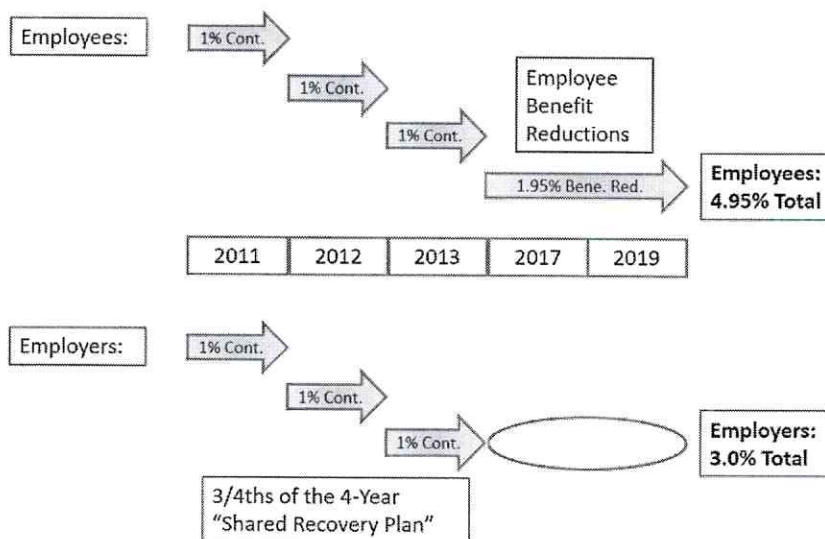 Employees:
1% Cont.
1% Cont.
1% Cont.
Employee
Benefit
Reductions
1.95% Bene. Red.
Employees:
4.95% Total
2011 2012 2013 2017 2019
Employers:
1% Cont.
1% Cont.
1% Cont.
Employers:
3.0% Total
3/4ths of the 4-Year
“Shared Recovery Plan”